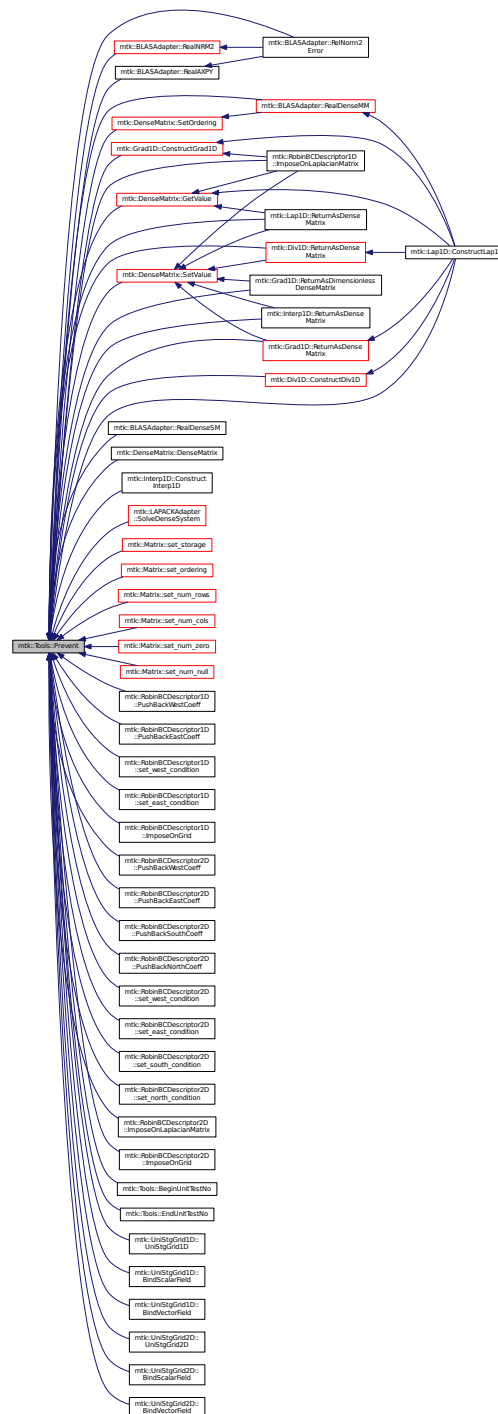 mtk::BLASAdapter::RelNorm2
Error
mtk::BLASAdapter::RealNRM2
mtk::BLASAdapter::RealAXPY
mtk::BLASAdapter::RealDenseMM
mtk::DenseMatrix::SetOrdering
mtk::Grad1D::ConstructGrad1D
mtk::RobinBCDescriptor1D
::ImposeOnLaplacianMatrix
mtk::DenseMatrix::GetValue
mtk::Lap1D::ReturnAsDense
Matrix
mtk::Lap1D::ConstructLap1
mtk::Div1D::ReturnAsDense
Matrix
mtk::DenseMatrix::SetValue
mtk::Grad1D::ReturnAsDimensionless
DenseMatrix
mtk::Interp1D::ReturnAsDense
Matrix
mtk::Grad1D::ReturnAsDense
Matrix
mtk::Div1D::ConstructDiv1D
mtk::BLASAdapter::RealDenseSM
mtk::DenseMatrix::DenseMatrix
mtk::Interp1D::Construct
Interp1D
mtk::LAPACKAdapter
::SolveDenseSystem
mtk::Matrix::set_storage
mtk::Matrix::set_ordering
mtk::Matrix::set_num_rows
mtk::Matrix::set_num_cols
mtk::Tools::Prevent
mtk::Matrix::set_num_zero
mtk::Matrix::set_num_null
mtk::RobinBCDescriptor1D
::PushBackWestCoeff
mtk::RobinBCDescriptor1D
::PushBackEastCoeff
mtk::RobinBCDescriptor1D
::set_west_condition
mtk::RobinBCDescriptor1D
::set_east_condition
mtk::RobinBCDescriptor1D
::ImposeOnGrid
mtk::RobinBCDescriptor2D
::PushBackWestCoeff
mtk::RobinBCDescriptor2D
::PushBackEastCoeff
mtk::RobinBCDescriptor2D
::PushBackSouthCoeff
mtk::RobinBCDescriptor2D
::PushBackNorthCoeff
mtk::RobinBCDescriptor2D
::set_west_condition
mtk::RobinBCDescriptor2D
::set_east_condition
mtk::RobinBCDescriptor2D
::set_south_condition
mtk::RobinBCDescriptor2D
::set_north_condition
mtk::RobinBCDescriptor2D
::ImposeOnLaplacianMatrix
mtk::RobinBCDescriptor2D
::ImposeOnGrid
mtk::Tools::BeginUnitTestNo
mtk::Tools::EndUnitTestNo
mtk::UniStgGrid1D::
UniStgGrid1D
mtk::UniStgGrid1D::
BindScalarField
mtk::UniStgGrid1D::
BindVectorField
mtk::UniStgGrid2D::
UniStgGrid2D
mtk::UniStgGrid2D::
BindScalarField
mtk::UniStgGrid2D::
BindVectorField